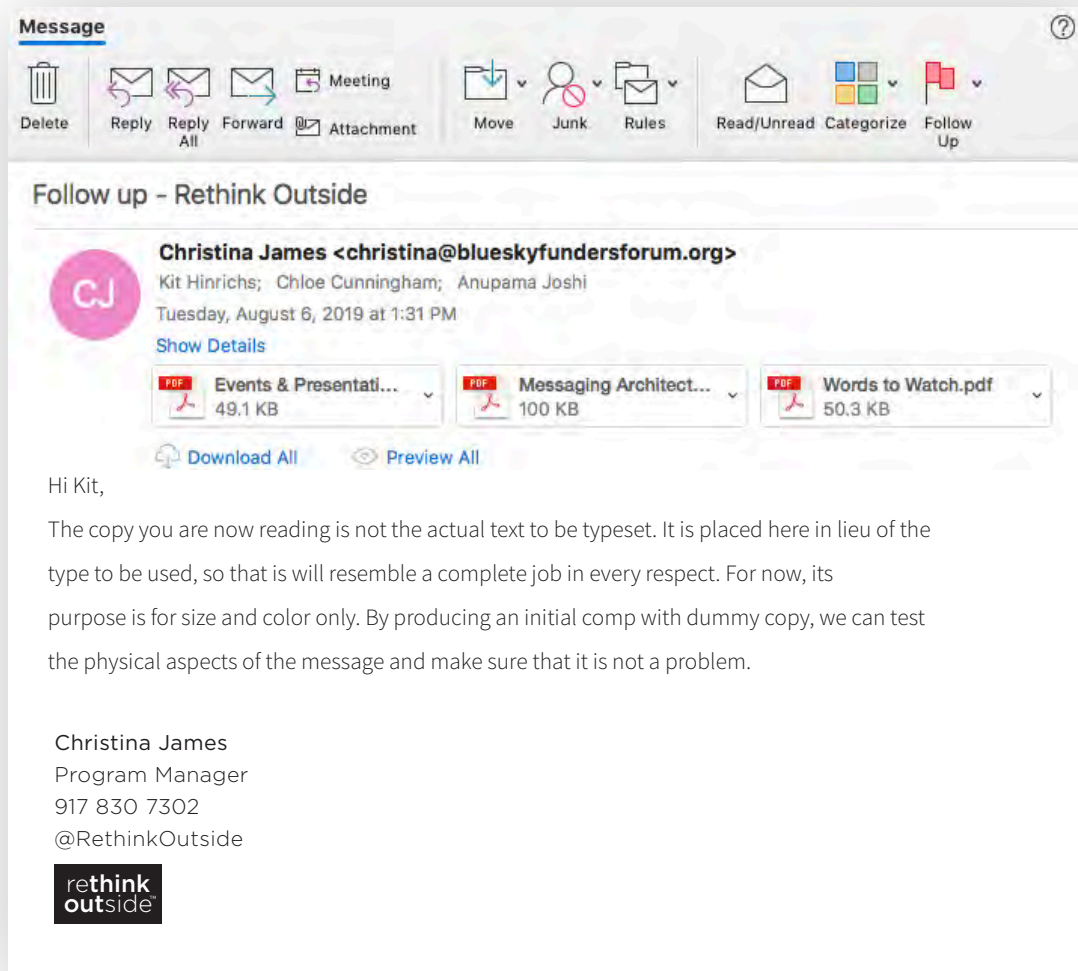 Message
Delete
Reply
Reply All
Forward
Meeting
Attachment
Move
Junk
Rules
Read/Unread
Categorize
Follow Up
Follow up – Rethink Outside
CJ
Christina James <christina@blueskyfundersforum.org>
Kit Hinrichs; Chloe Cunningham; Anupama Joshi
Tuesday, August 6, 2019 at 1:31 PM
Show Details
PDF Events & Presentati...
49.1 KB
PDF Messaging Architect...
100 KB
PDF Words to Watch.pdf
50.3 KB
Download All Preview All
Hi Kit,
The copy you are now reading is not the actual text to be typeset. It is placed here in lieu of the
type to be used, so that is will resemble a complete job in every respect. For now, its
purpose is for size and color only. By producing an initial comp with dummy copy, we can test
the physical aspects of the message and make sure that it is not a problem.
Christina James
Program Manager
917 830 7302
@RethinkOutside
rethink
outside™